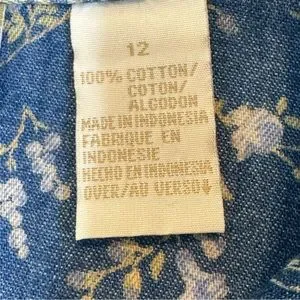 12
100% COTTON/
COTON/
ALGODON
MADE IN INDONESIA
FABRIQUE EN
INDONESIE
HECHO EN INDONESIA
OVER/AU VERSO↓